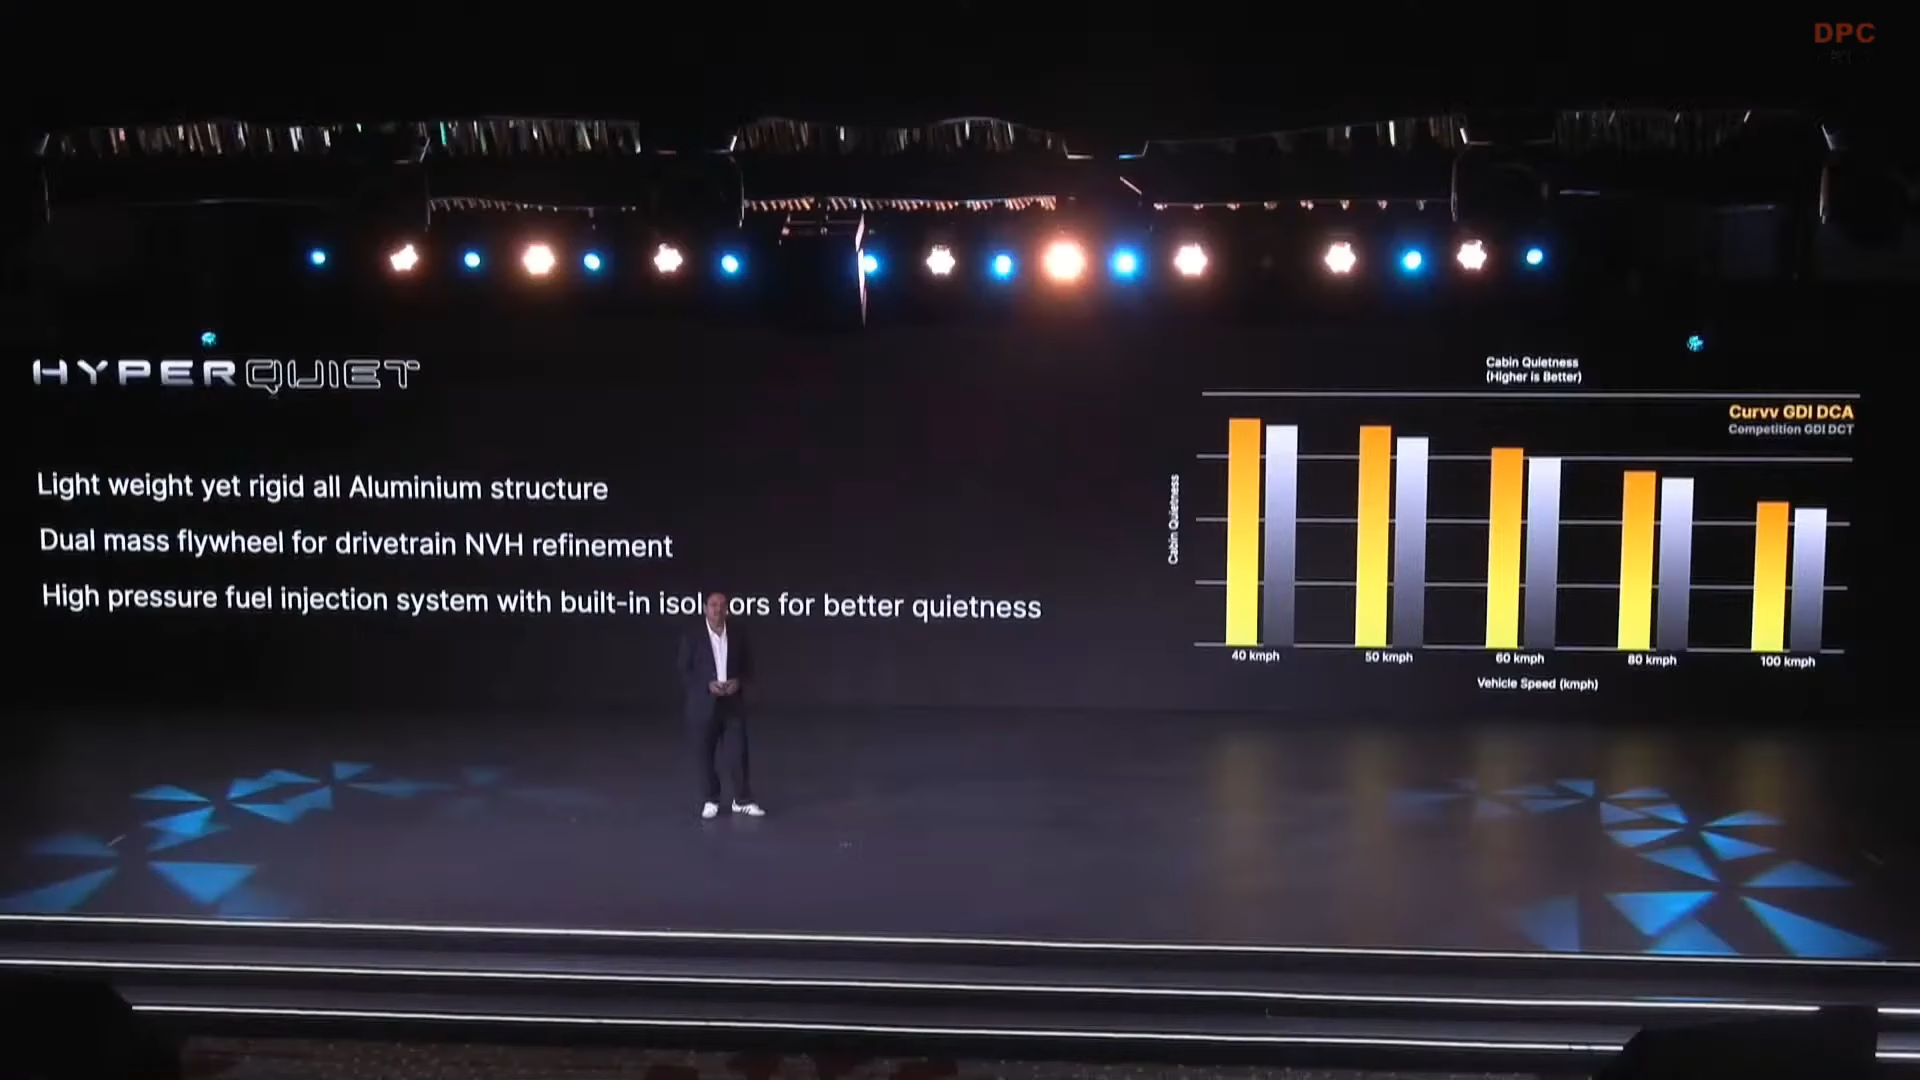 DPC
HYPERQUIET
Light weight yet rigid all Aluminium structure
Dual mass flywheel for drivetrain NVH refinement
High pressure fuel injection system with built-in isolators for better quietness
Cabin Quietness
(Higher is Better)
Curvv GDI DCA
Competition GDI DCT
Cabin Quietness
40 kmph
50 kmph
60 kmph
80 kmph
100 kmph
Vehicle Speed (kmph)